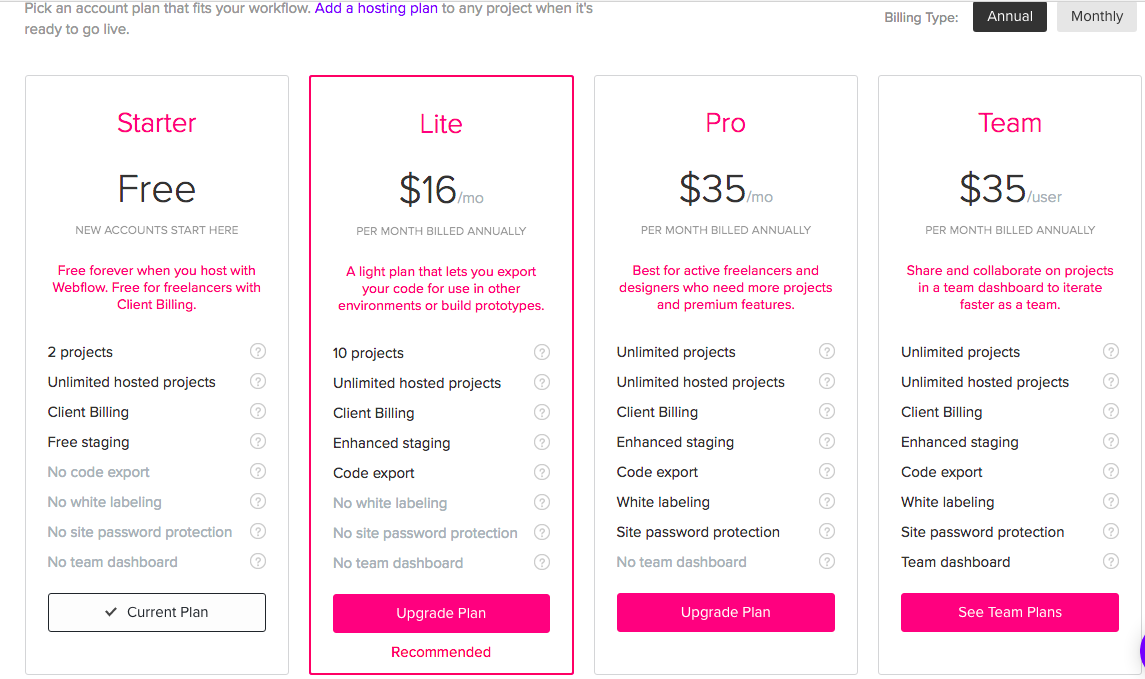 Pick an account plan that fits your workflow. Add a hosting plan to any project when it's
ready to go live.
Billing Type:
Annual
Monthly
Starter
Free
NEW ACCOUNTS START HERE
Free forever when you host with
Webflow. Free for freelancers with
Client Billing.
2 projects ?
Unlimited hosted projects ?
Client Billing ?
Free staging ?
No code export ?
No white labeling ?
No site password protection ?
No team dashboard ?
✓ Current Plan
Lite
$16/mo
PER MONTH BILLED ANNUALLY
A light plan that lets you export
your code for use in other
environments or build prototypes.
10 projects ?
Unlimited hosted projects ?
Client Billing ?
Enhanced staging ?
Code export ?
No white labeling ?
No site password protection ?
No team dashboard ?
Upgrade Plan
Recommended
Pro
$35/mo
PER MONTH BILLED ANNUALLY
Best for active freelancers and
designers who need more projects
and premium features.
Unlimited projects ?
Unlimited hosted projects ?
Client Billing ?
Enhanced staging ?
Code export ?
White labeling ?
Site password protection ?
No team dashboard ?
Upgrade Plan
Team
$35/user
PER MONTH BILLED ANNUALLY
Share and collaborate on projects
in a team dashboard to iterate
faster as a team.
Unlimited projects ?
Unlimited hosted projects ?
Client Billing ?
Enhanced staging ?
Code export ?
White labeling ?
Site password protection ?
Team dashboard ?
See Team Plans